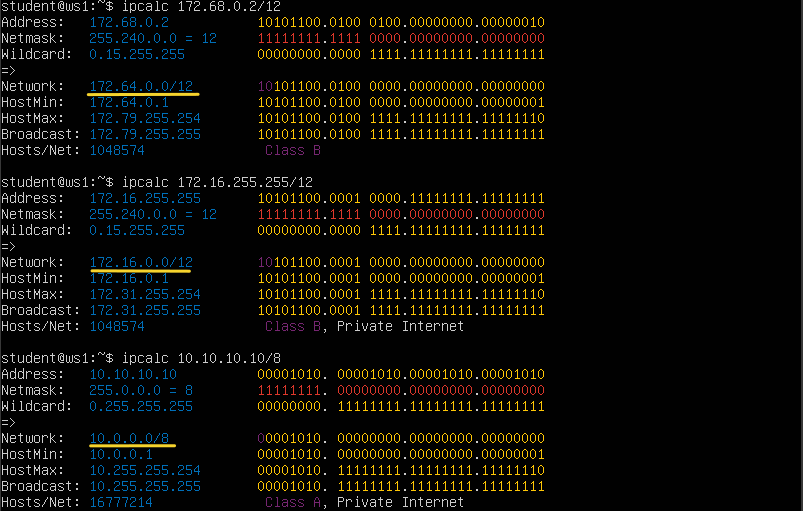 student@ws1:~$ ipcalc 172.68.0.2/12
Address:   172.68.0.2           10101100.0100 0100.00000000.00000010
Netmask:   255.240.0.0 = 12     11111111.1111 0000.00000000.00000000
Wildcard:  0.15.255.255         00000000.0000 1111.11111111.11111111
=>
Network:   172.64.0.0/12        10101100.0100 0000.00000000.00000000
HostMin:   172.64.0.1           10101100.0100 0000.00000000.00000001
HostMax:   172.79.255.254       10101100.0100 1111.11111111.11111110
Broadcast: 172.79.255.255       10101100.0100 1111.11111111.11111111
Hosts/Net: 1048574               Class B
student@ws1:~$ ipcalc 172.16.255.255/12
Address:   172.16.255.255       10101100.0001 0000.11111111.11111111
Netmask:   255.240.0.0 = 12     11111111.1111 0000.00000000.00000000
Wildcard:  0.15.255.255         00000000.0000 1111.11111111.11111111
=>
Network:   172.16.0.0/12        10101100.0001 0000.00000000.00000000
HostMin:   172.16.0.1           10101100.0001 0000.00000000.00000001
HostMax:   172.31.255.254       10101100.0001 1111.11111111.11111110
Broadcast: 172.31.255.255       10101100.0001 1111.11111111.11111111
Hosts/Net: 1048574               Class B, Private Internet
student@ws1:~$ ipcalc 10.10.10.10/8
Address:   10.10.10.10          00001010. 00001010.00001010.00001010
Netmask:   255.0.0.0 = 8        11111111. 00000000.00000000.00000000
Wildcard:  0.255.255.255        00000000. 11111111.11111111.11111111
=>
Network:   10.0.0.0/8           00001010. 00000000.00000000.00000000
HostMin:   10.0.0.1             00001010. 00000000.00000000.00000001
HostMax:   10.255.255.254       00001010. 11111111.11111111.11111110
Broadcast: 10.255.255.255       00001010. 11111111.11111111.11111111
Hosts/Net: 16777214              Class A, Private Internet